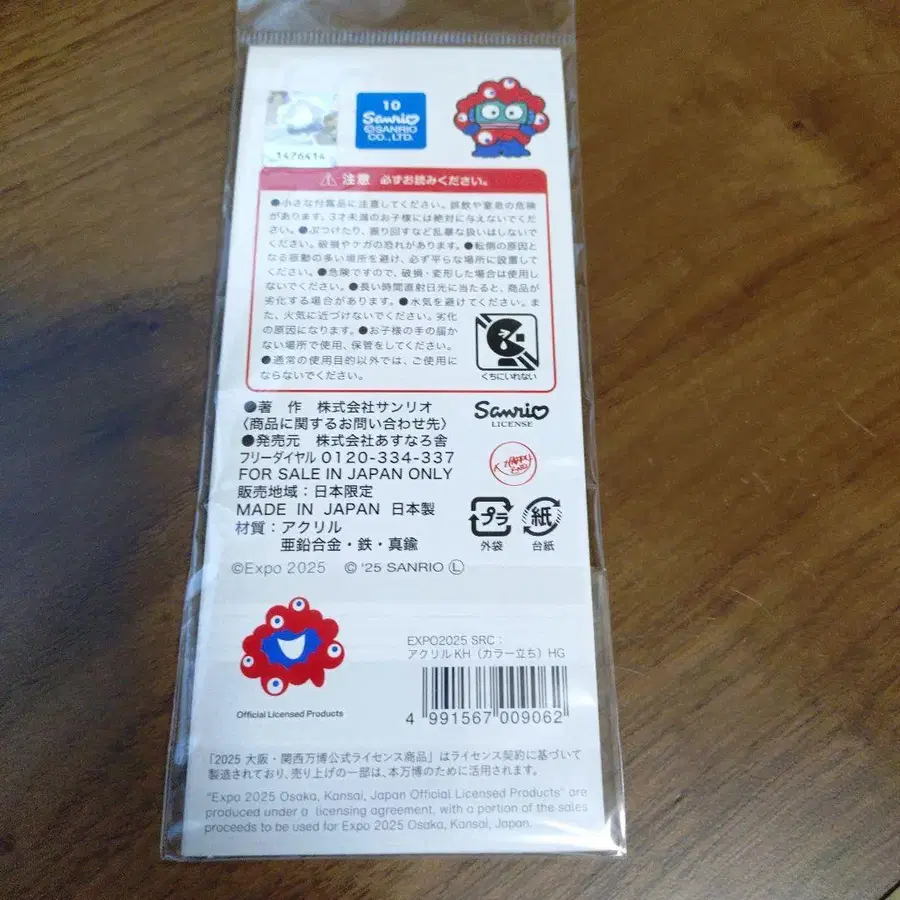 10
Sanrio
©SANRIO
CO., LTD.
1476414
注意 必ずお読みください。
●小さな付属品に注意してください。誤飲や窒息の危険
があります。3才未満のお子様には絶対に与えないでくだ
さい。●ぶつけたり、振り回すなど乱暴な扱いはしないで
ください。破損やケガの恐れがあります。●転倒の原因と
なる振動の多い場所を避け、必ず平らな場所に設置して
ください。●危険ですので、破損・変形した場合は使用し
ないでください。●長い時間直射日光に当たると、商品が
劣化する場合があります。●水気を避けてください。ま
た、火気に近づけないでください。劣化
の原因になります。●お子様の手の届か
ない場所で使用、保管をしてください。
●通常の使用目的以外では、ご使用に
ならないでください。
くちにいれない
●著 作 株式会社サンリオ
〈商品に関するお問い合わせ先〉
●発売元 株式会社あすなろ舎
フリーダイヤル 0120-334-337
FOR SALE IN JAPAN ONLY
販売地域：日本限定
MADE IN JAPAN 日本製
材質：アクリル
亜鉛合金・鉄・真鍮
©Expo 2025 © '25 SANRIO Ⓛ
Sanrio
LICENSE
プラ
外袋
紙
台紙
Official Licensed Products
EXPO2025 SRC：
アクリルKH（カラー立ち）HG
4 991567 009062
「2025 大阪・関西万博公式ライセンス商品」はライセンス契約に基づいて
製造されており、売り上げの一部は、本万博のために活用されます。
"Expo 2025 Osaka, Kansai, Japan Official Licensed Products" are
produced under a licensing agreement, with a portion of the sales
proceeds to be used for Expo 2025 Osaka, Kansai, Japan.